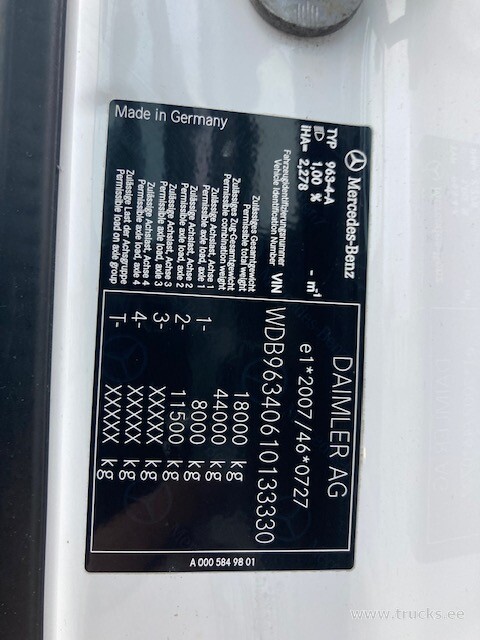 Mercedes-Benz
TYP 963-4-A
1,00 % - m-1
iHA= 2,278
DAIMLER AG
e1*2007/46*0727
Fahrzeugidentifizierungsnummer
Vehicle Identification Number VIN WDB96340610133330
Zulässiges Gesamtgewicht
Permissible total weight 18000 kg
Zulässiges Zug-Gesamtgewicht
Permissible combination weight 44000 kg
Zulässige Achslast, Achse 1
Permissible axle load, axle 1 1- 8000 kg
Zulässige Achslast, Achse 2
Permissible axle load, axle 2 2- 11500 kg
Zulässige Achslast, Achse 3
Permissible axle load, axle 3 3- XXXXX kg
Zulässige Achslast, Achse 4
Permissible axle load, axle 4 4- XXXXX kg
Zulässige Last der Achsgruppe
Permissible load on axle group T- XXXXX kg
Made in Germany
A 000 584 98 01
www.trucks.ee